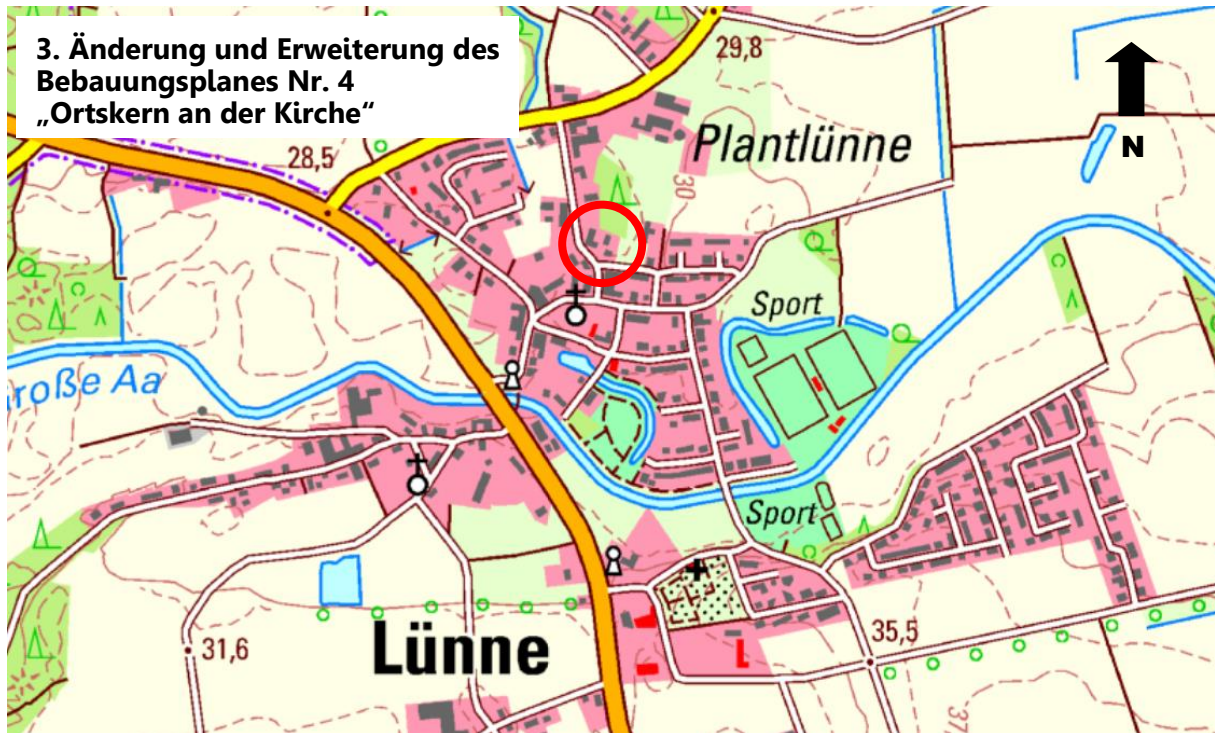 3. Änderung und Erweiterung des
Bebauungsplanes Nr. 4
„Ortskern an der Kirche“
29,8
N
28,5
Plantlünne
30
Sport
roße Aa
Sport
Lünne
31,6
35,5
37